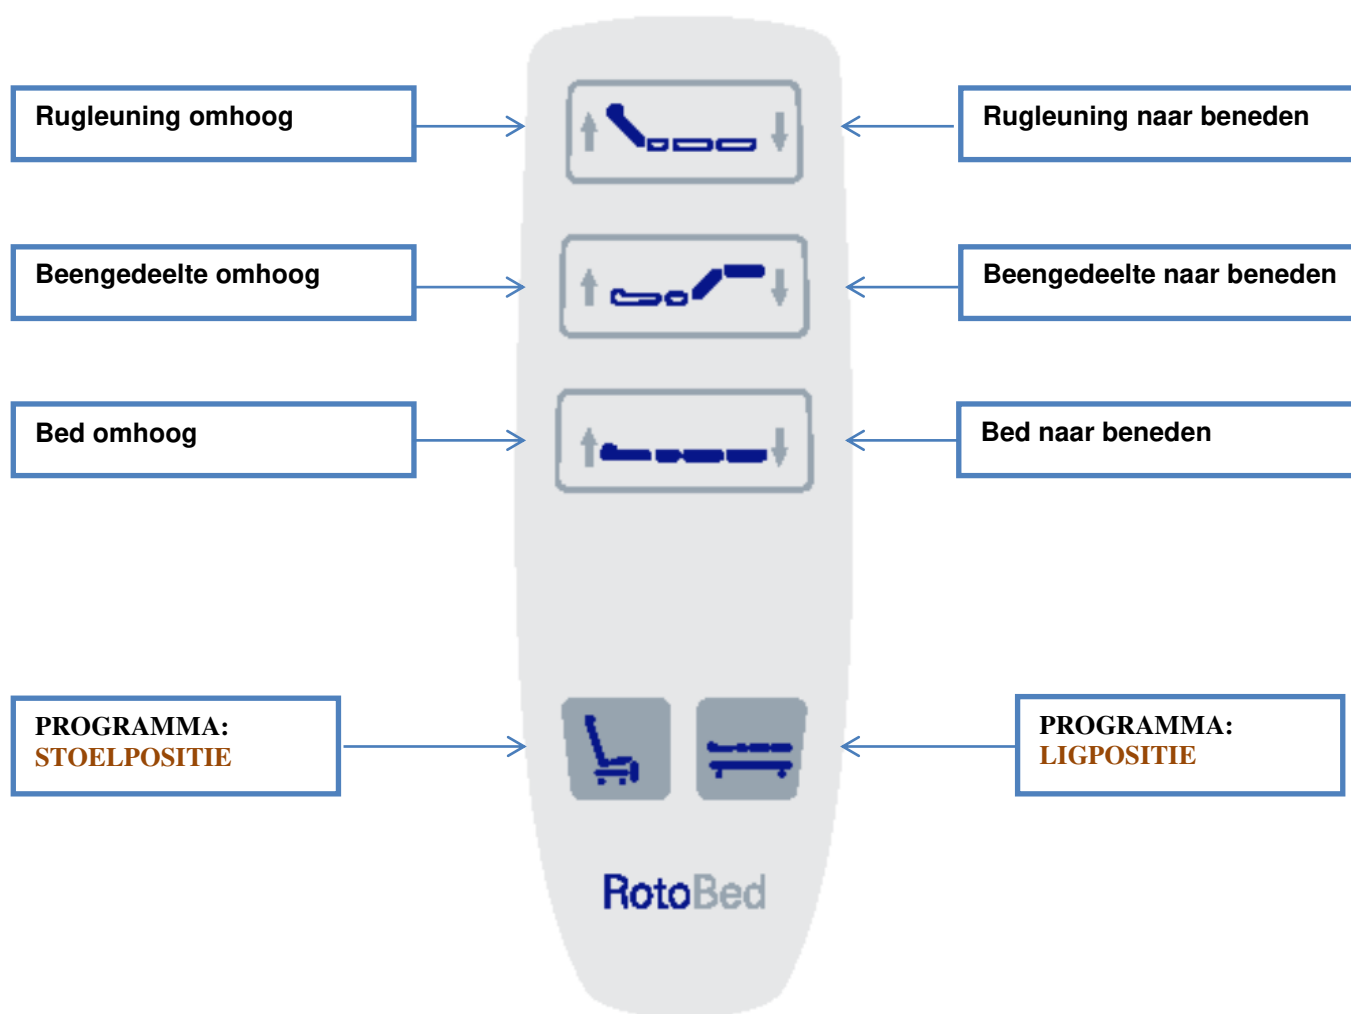 Rugleuning omhoog
Rugleuning naar beneden
Beengedeelte omhoog
Beengedeelte naar beneden
Bed omhoog
Bed naar beneden
PROGRAMMA:
STOELPOSITIE
PROGRAMMA:
LIGPOSITIE
RotoBed